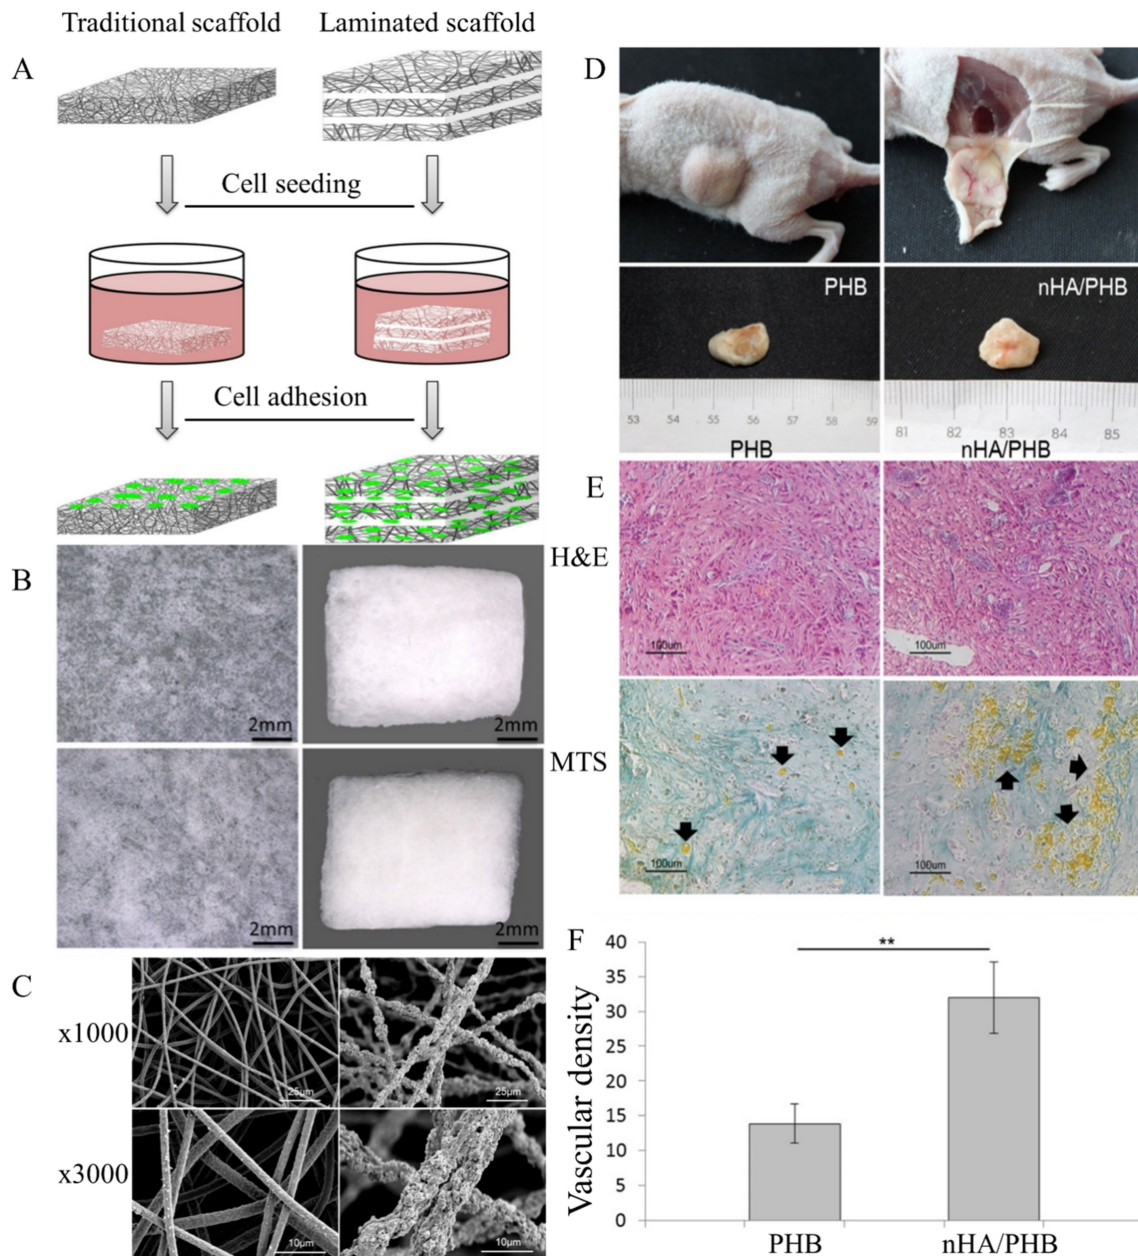 Traditional scaffold
Laminated scaffold
A
Cell seeding
Cell adhesion
B
2mm
2mm
2mm
2mm
C
x1000
25µm
25µm
x3000
10µm
10µm
D
PHB
nHA/PHB
53 54 55 56 57 58 59
81 82 83 84 85
PHB
nHA/PHB
E
H&E
100um
100um
MTS
100um
100um
F
**
Vascular density
40
35
30
25
20
15
10
5
0
PHB
nHA/PHB